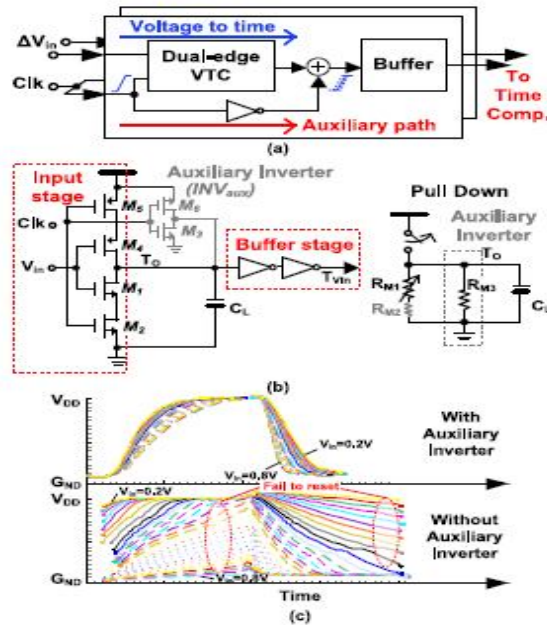 Voltage to time
ΔVin
Dual-edge
VTC
Buffer
Clk
To
Time
Comp.
Auxiliary path
(a)
Input
stage
Auxiliary
Inverter
(INVaux)
M5
M6
M3
Clk
M4
Vin
TO
M1
M2
CL
Buffer stage
TVin
Pull Down
Auxiliary
Inverter
TO
RM1
RM2
RM3
CL
(b)
VDD
Vin=0.2V
Vin=0.8V
GND
With
Auxiliary
Inverter
VDD
Vin=0.2V
Fail to reset
Vin=0.8V
GND
Without
Auxiliary
Inverter
Time
(c)